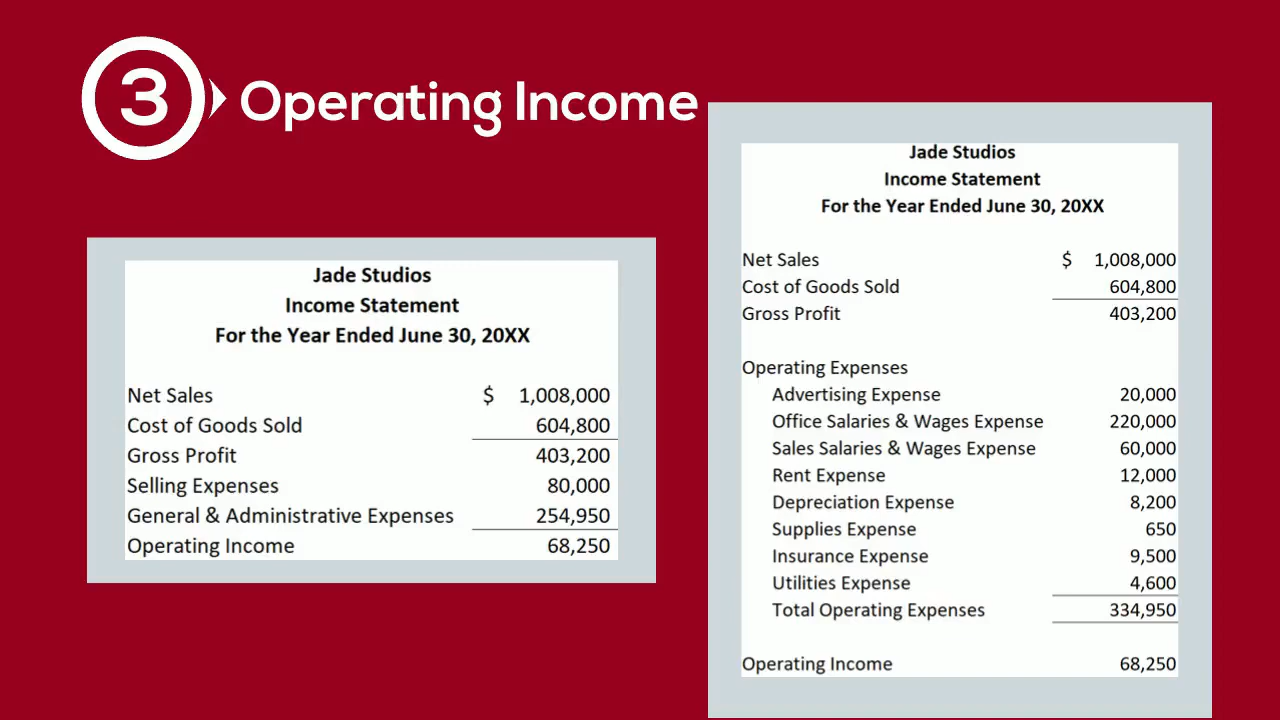 3 Operating Income
Jade Studios
Income Statement
For the Year Ended June 30, 20XX
Net Sales $ 1,008,000
Cost of Goods Sold 604,800
Gross Profit 403,200
Selling Expenses 80,000
General & Administrative Expenses 254,950
Operating Income 68,250
Jade Studios
Income Statement
For the Year Ended June 30, 20XX
Net Sales $ 1,008,000
Cost of Goods Sold 604,800
Gross Profit 403,200
Operating Expenses
Advertising Expense 20,000
Office Salaries & Wages Expense 220,000
Sales Salaries & Wages Expense 60,000
Rent Expense 12,000
Depreciation Expense 8,200
Supplies Expense 650
Insurance Expense 9,500
Utilities Expense 4,600
Total Operating Expenses 334,950
Operating Income 68,250